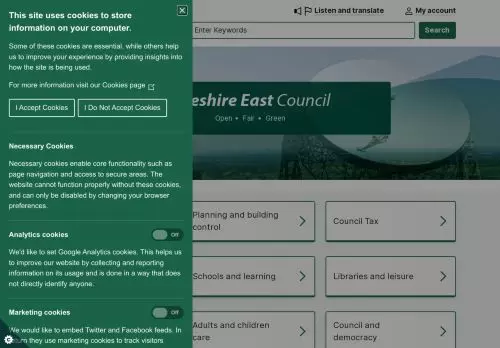 This site uses cookies to store
information on your computer.
Some of these cookies are essential, while others help
us to improve your experience by providing insights into
how the site is being used.
For more information visit our Cookies page
I Accept Cookies
I Do Not Accept Cookies
Necessary Cookies
Necessary cookies enable core functionality such as
page navigation and access to secure areas. The
website cannot function properly without these cookies,
and can only be disabled by changing your browser
preferences.
Analytics cookies
Off
We'd like to set Google Analytics cookies. This helps us
to improve our website by collecting and reporting
information on its usage and is done in a way that does
not directly identify anyone.
Marketing cookies
Off
We would like to embed Twitter and Facebook feeds. In
turn they use marketing cookies to track visitors
Listen and translate
My account
Enter Keywords
Search
eshire East Council
Open • Fair • Green
Planning and building
control
Council Tax
Schools and learning
Libraries and leisure
Adults and children
care
Council and
democracy